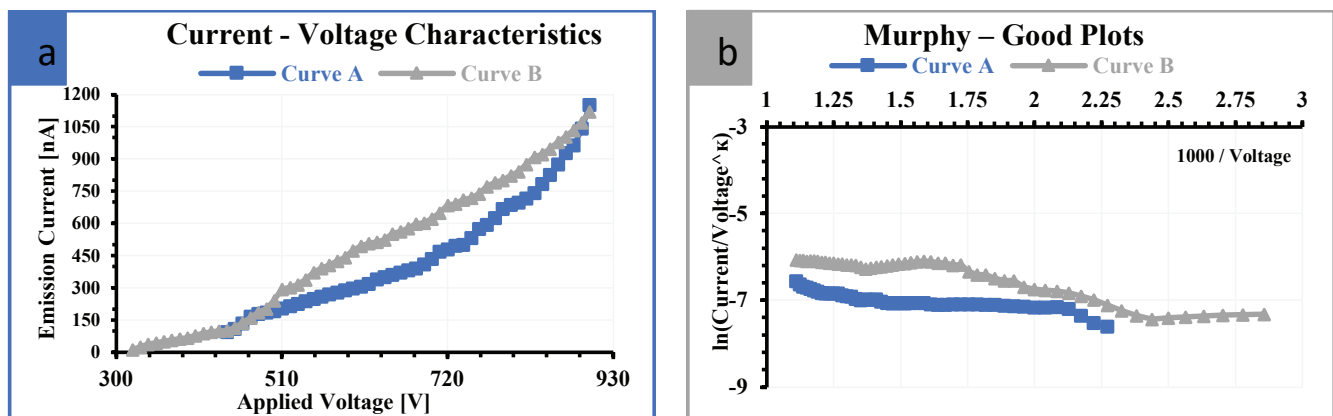 a
Current - Voltage Characteristics
Curve A
Curve B
1200
1050
900
750
600
450
300
150
0
Emission Current [nA]
300
510
720
930
Applied Voltage [V]
b
Murphy – Good Plots
Curve A
Curve B
1
1.25
1.5
1.75
2
2.25
2.5
2.75
3
1000 / Voltage
-3
-5
-7
-9
ln(Current/Voltage^κ]